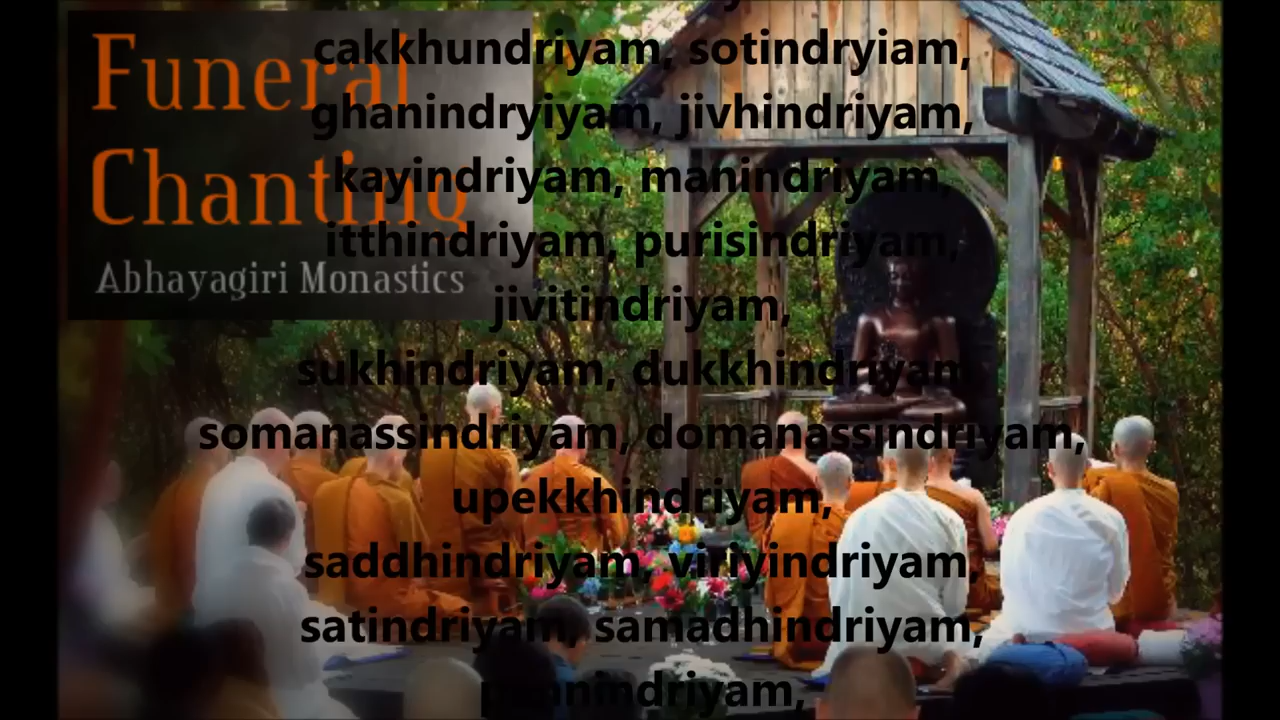 Funeral
Chanting
Abhayagiri Monastics
cakkhundriyam, sotindryiam,
ghanindryiyam, jivhindriyam,
kayindriyam, manindriyam,
itthindriyam, purisindriyam,
jivitindriyam,
sukhindriyam, dukkhindriyam
somanassindriyam, domanassindriyam,
upekkhindriyam,
saddhindriyam, viriyindriyam,
satindriyam, samadhindriyam,